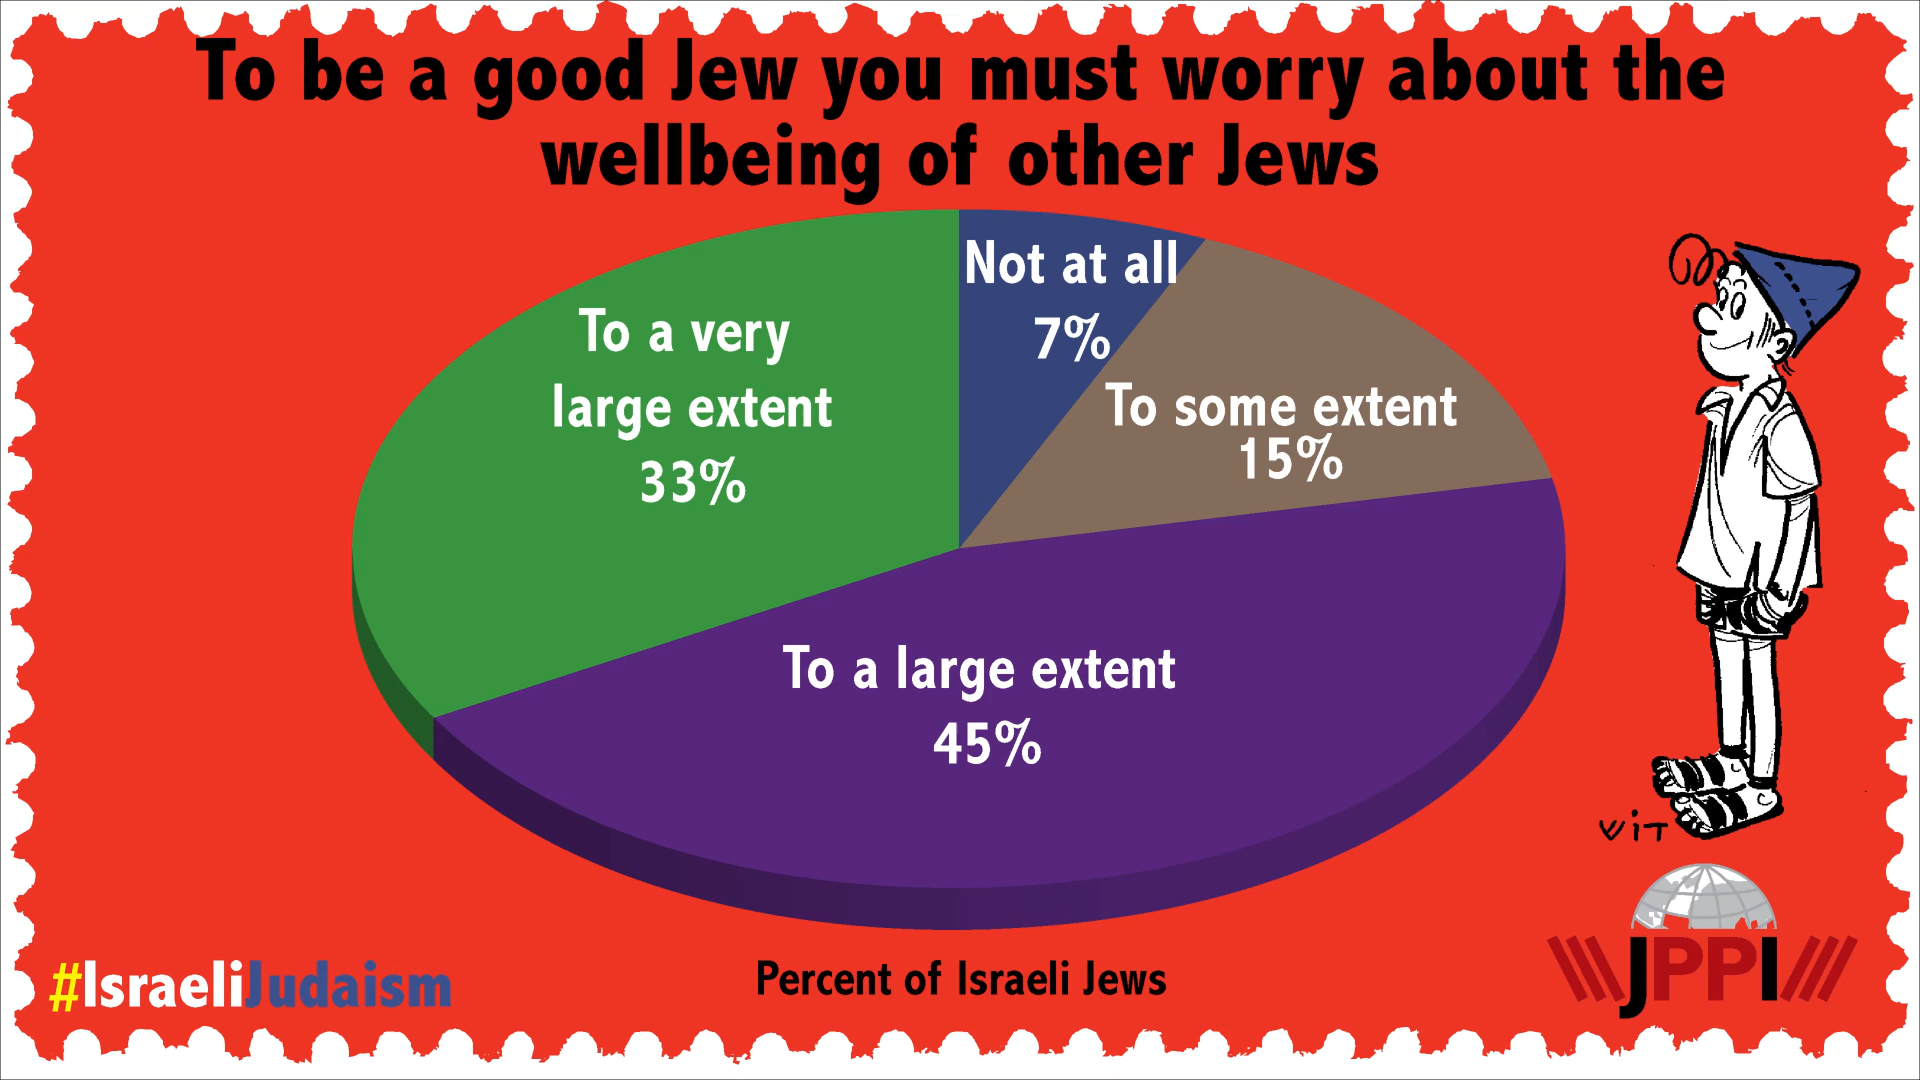 To be a good Jew you must worry about the
wellbeing of other Jews
Not at all
7%
To some extent
15%
To a very
large extent
33%
To a large extent
45%
דוש
#IsraeliJudaism
Percent of Israeli Jews
JPPI